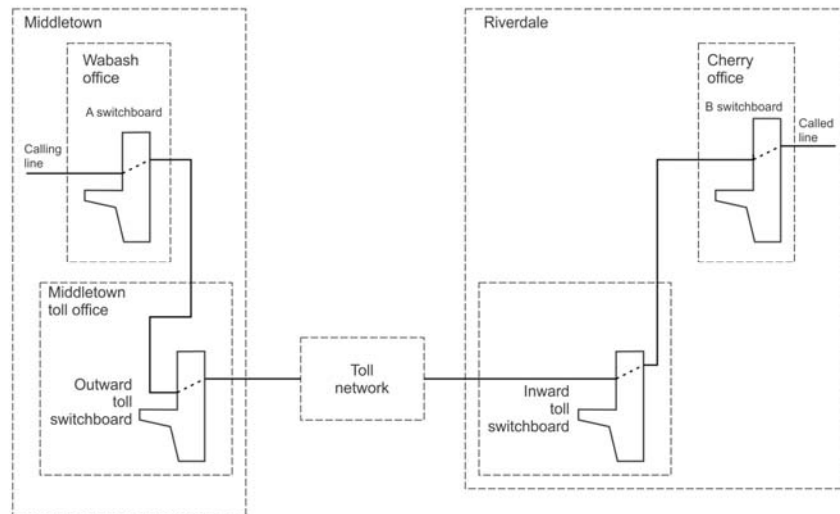 Middletown
Wabash
office
A switchboard
Calling
line
Middletown
toll office
Outward
toll
switchboard
Toll
network
Riverdale
Cherry
office
B switchboard
Called
line
Inward
toll
switchboard